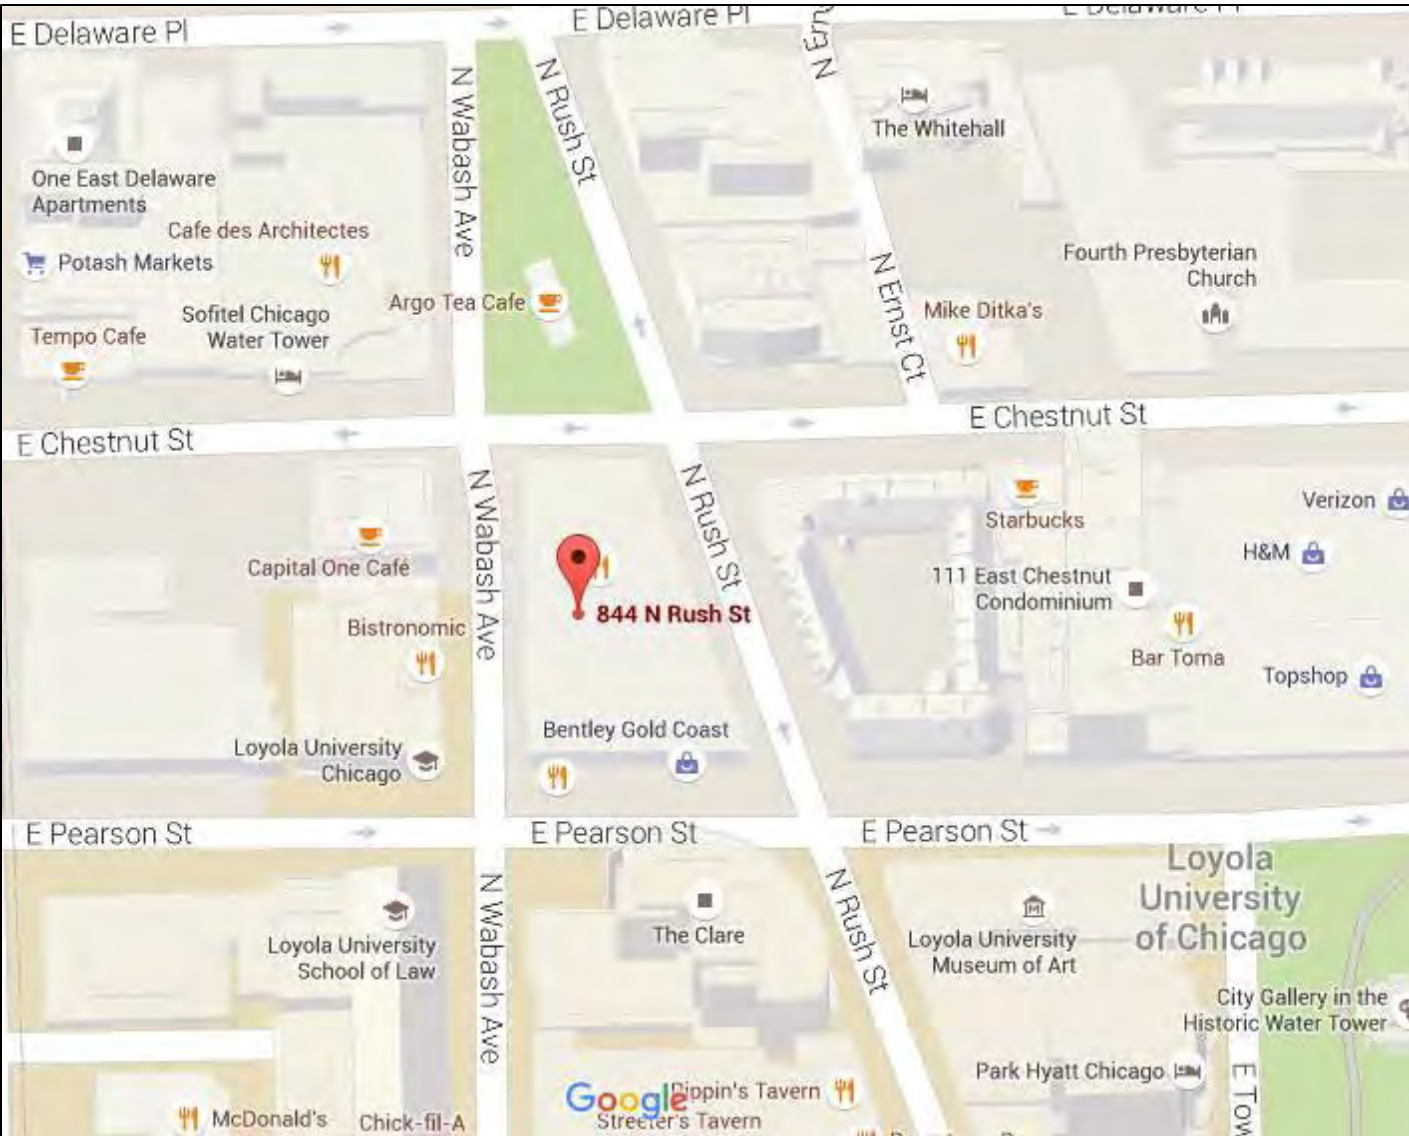 E Delaware Pl
E Delaware Pl
E Delaware Pl
N Wabash Ave
N Rush St
N Ern
The Whitehall
One East Delaware
Apartments
Cafe des Architectes
Potash Markets
Argo Tea Cafe
Sofitel Chicago
Water Tower
Tempo Cafe
N Ernst Ct
Mike Ditka's
Fourth Presbyterian
Church
E Chestnut St
E Chestnut St
N Wabash Ave
N Rush St
Capital One Café
Starbucks
Verizon
H&M
111 East Chestnut
Condominium
844 N Rush St
Bistronomic
Bar Toma
Topshop
Bentley Gold Coast
Loyola University
Chicago
E Pearson St
E Pearson St
E Pearson St
N Wabash Ave
N Rush St
Loyola
University
of Chicago
Loyola University
School of Law
The Clare
Loyola University
Museum of Art
City Gallery in the
Historic Water Tower
Park Hyatt Chicago
E Tow
McDonald's
Chick-fil-A
Google
Pippin's Tavern
Streeter's Tavern